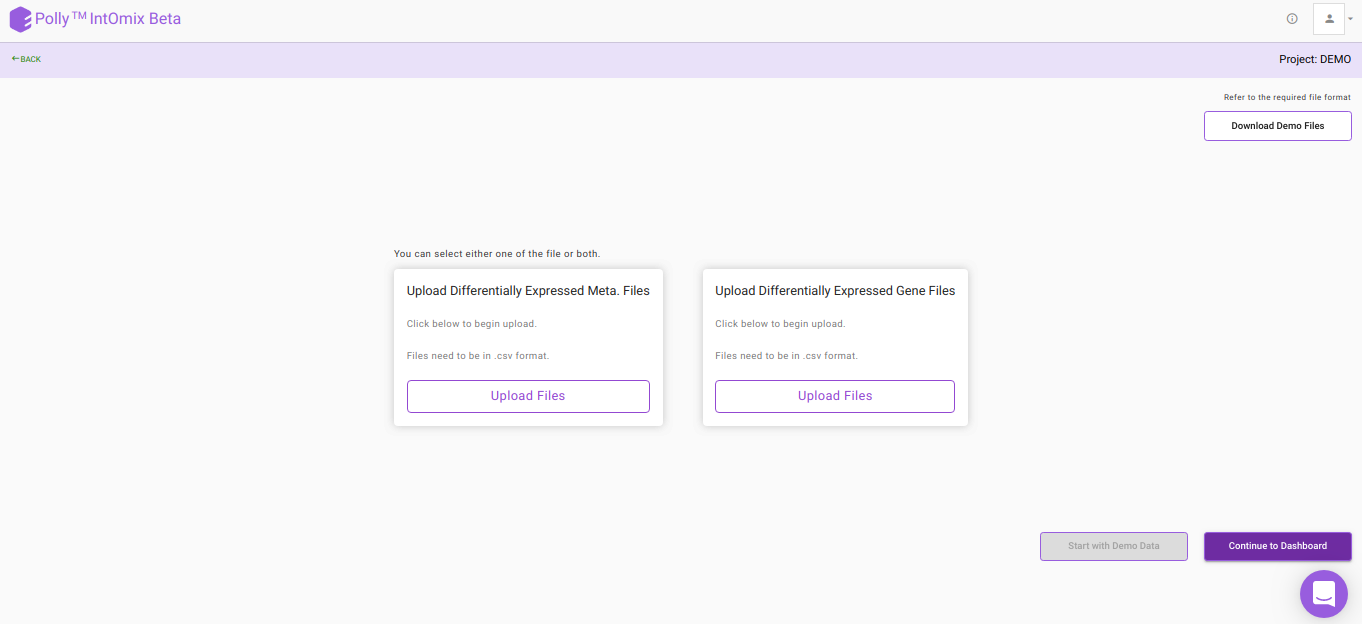 Polly™ IntOmix Beta
←BACK
Project: DEMO
Refer to the required file format
Download Demo Files
You can select either one of the file or both.
Upload Differentially Expressed Meta. Files
Click below to begin upload.
Files need to be in .csv format.
Upload Files
Upload Differentially Expressed Gene Files
Click below to begin upload.
Files need to be in .csv format.
Upload Files
Start with Demo Data
Continue to Dashboard